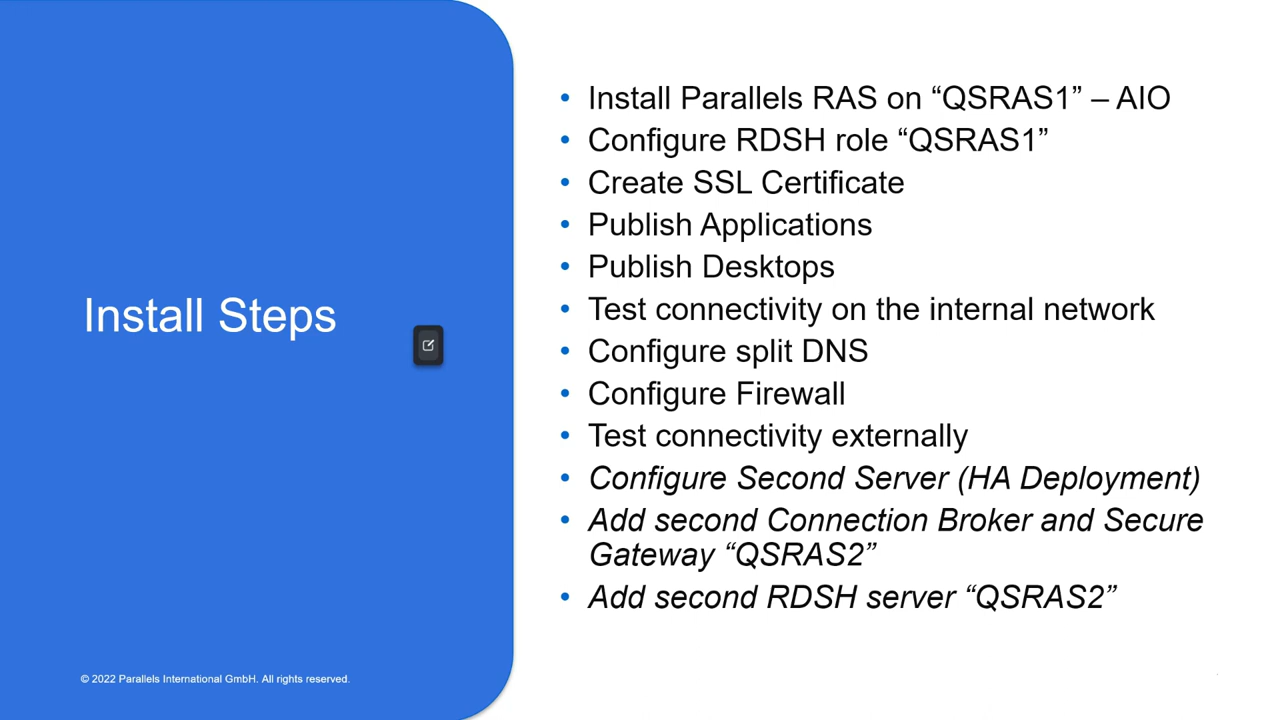 Install Steps
• Install Parallels RAS on “QSRAS1” – AIO
• Configure RDSH role “QSRAS1”
• Create SSL Certificate
• Publish Applications
• Publish Desktops
• Test connectivity on the internal network
• Configure split DNS
• Configure Firewall
• Test connectivity externally
• Configure Second Server (HA Deployment)
• Add second Connection Broker and Secure
Gateway “QSRAS2”
• Add second RDSH server “QSRAS2”
© 2022 Parallels International GmbH. All rights reserved.